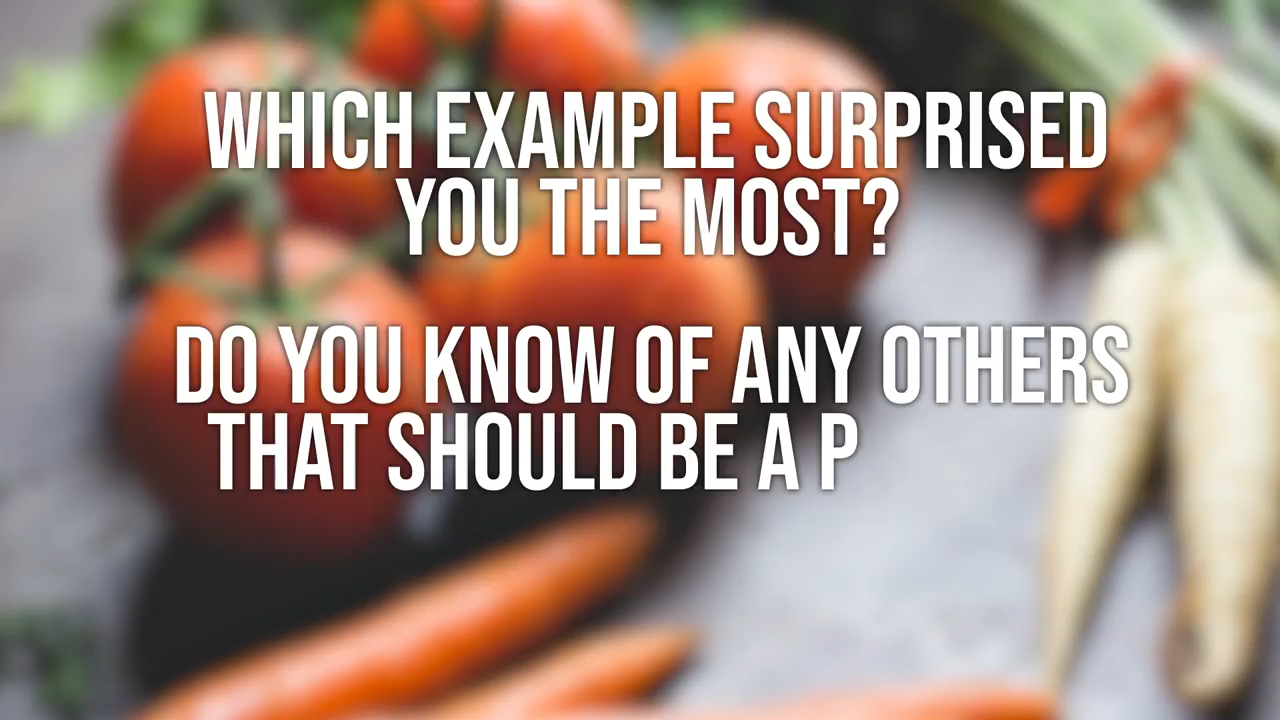 WHICH EXAMPLE SURPRISED
YOU THE MOST?
DO YOU KNOW OF ANY OTHERS
THAT SHOULD BE A P